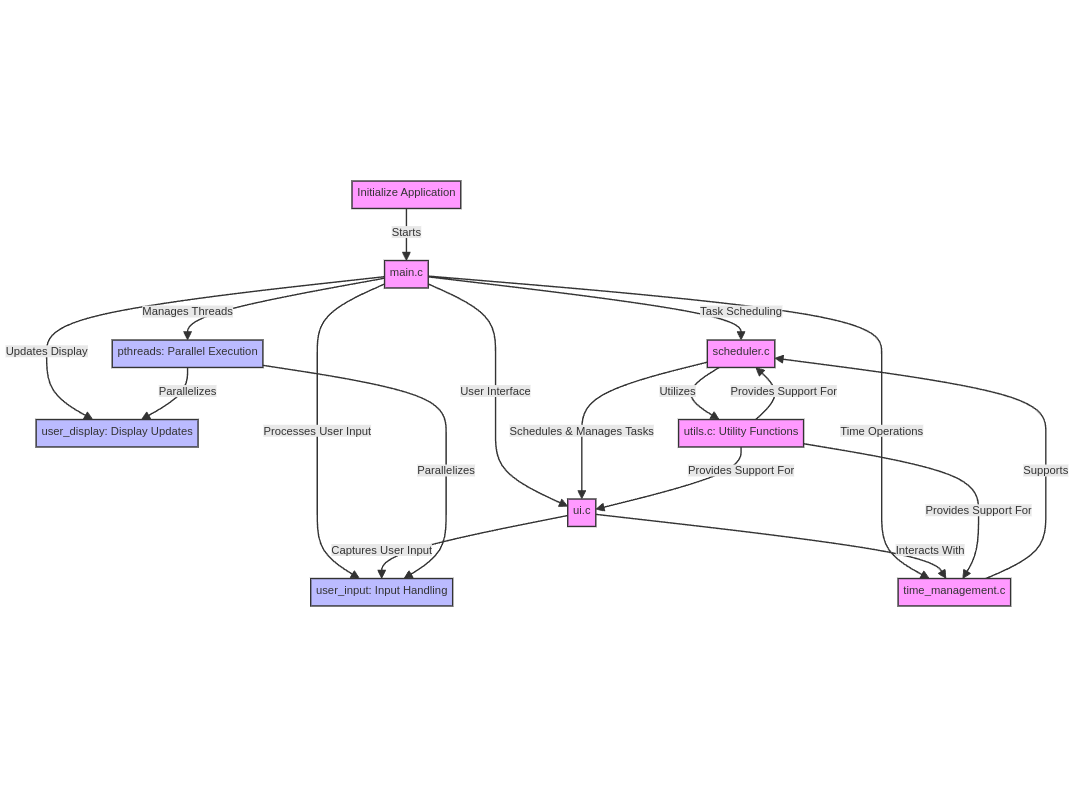 Initialize Application
Starts
main.c
Manages Threads
Task Scheduling
Updates Display
pthreads: Parallel Execution
scheduler.c
Parallelizes
User Interface
Utilizes
Provides Support For
user_display: Display Updates
Processes User Input
Schedules & Manages Tasks
utils.c: Utility Functions
Time Operations
Parallelizes
Provides Support For
Supports
ui.c
Provides Support For
Captures User Input
Interacts With
user_input: Input Handling
time_management.c